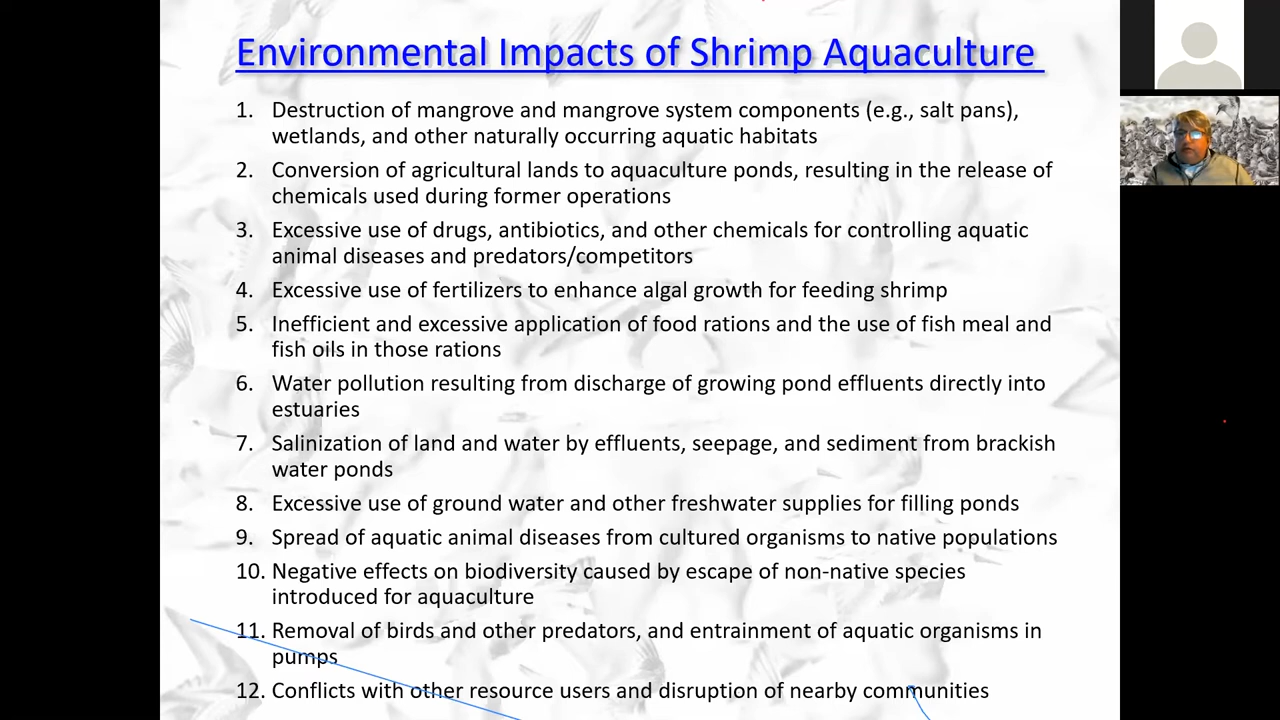 Environmental Impacts of Shrimp Aquaculture
1. Destruction of mangrove and mangrove system components (e.g., salt pans),
wetlands, and other naturally occurring aquatic habitats
2. Conversion of agricultural lands to aquaculture ponds, resulting in the release of
chemicals used during former operations
3. Excessive use of drugs, antibiotics, and other chemicals for controlling aquatic
animal diseases and predators/competitors
4. Excessive use of fertilizers to enhance algal growth for feeding shrimp
5. Inefficient and excessive application of food rations and the use of fish meal and
fish oils in those rations
6. Water pollution resulting from discharge of growing pond effluents directly into
estuaries
7. Salinization of land and water by effluents, seepage, and sediment from brackish
water ponds
8. Excessive use of ground water and other freshwater supplies for filling ponds
9. Spread of aquatic animal diseases from cultured organisms to native populations
10. Negative effects on biodiversity caused by escape of non-native species
introduced for aquaculture
11. Removal of birds and other predators, and entrainment of aquatic organisms in
pumps
12. Conflicts with other resource users and disruption of nearby communities